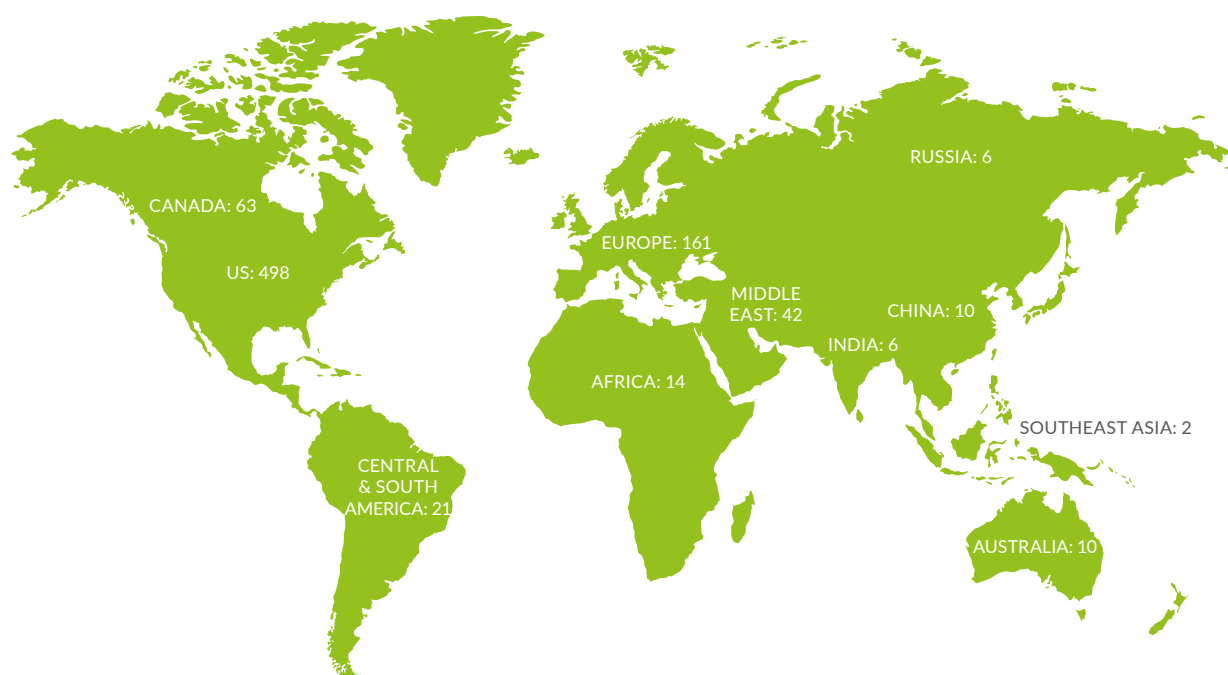 RUSSIA: 6
CANADA: 63
EUROPE: 161
US: 498
MIDDLE
EAST: 42
CHINA: 10
INDIA: 6
AFRICA: 14
SOUTHEAST ASIA: 2
CENTRAL
& SOUTH
AMERICA: 21
AUSTRALIA: 10